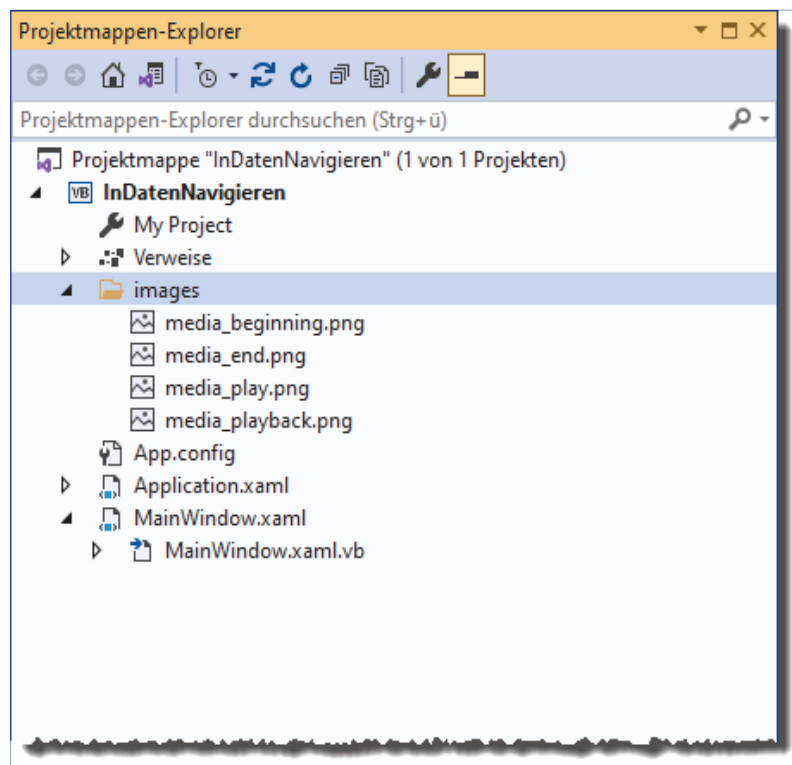 Projektmappen-Explorer
Projektmappen-Explorer durchsuchen (Strg+ü)
Projektmappe "InDatenNavigieren" (1 von 1 Projekten)
VB InDatenNavigieren
My Project
Verweise
images
media_beginning.png
media_end.png
media_play.png
media_playback.png
App.config
Application.xaml
MainWindow.xaml
MainWindow.xaml.vb